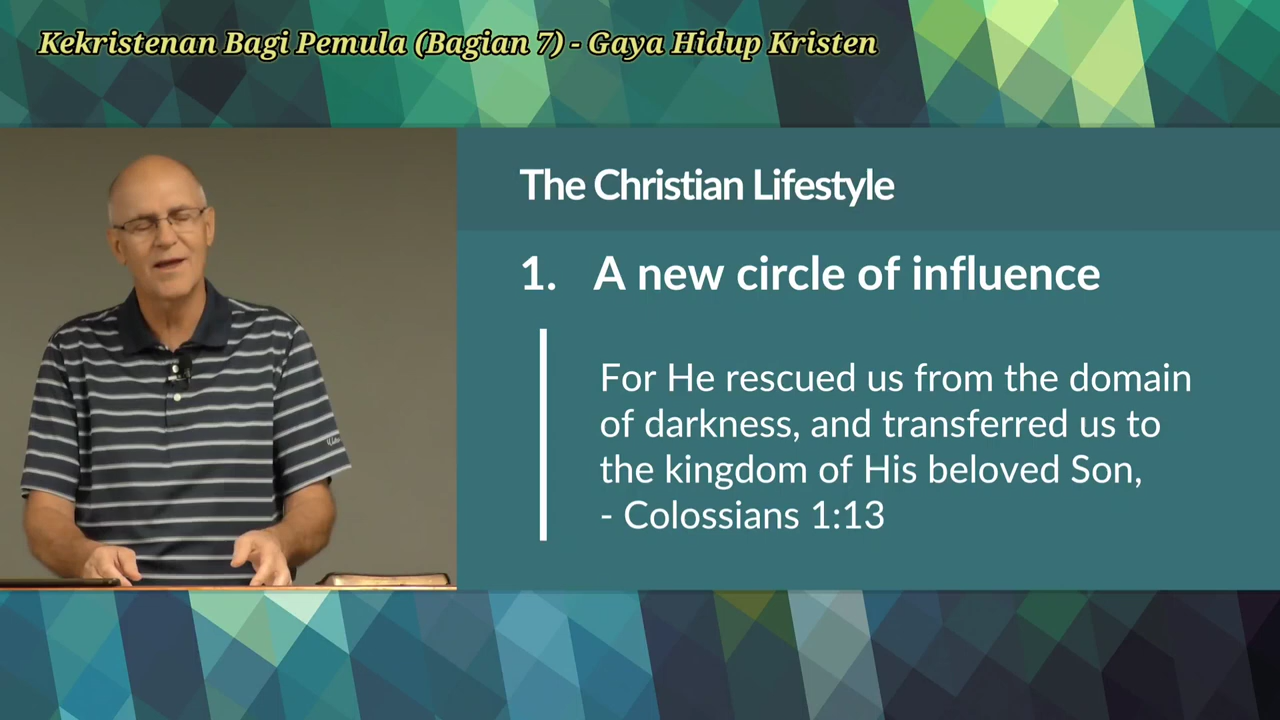 Kekristenan Bagi Pemula (Bagian 7) - Gaya Hidup Kristen
The Christian Lifestyle
1. A new circle of influence
For He rescued us from the domain
of darkness, and transferred us to
the kingdom of His beloved Son,
- Colossians 1:13